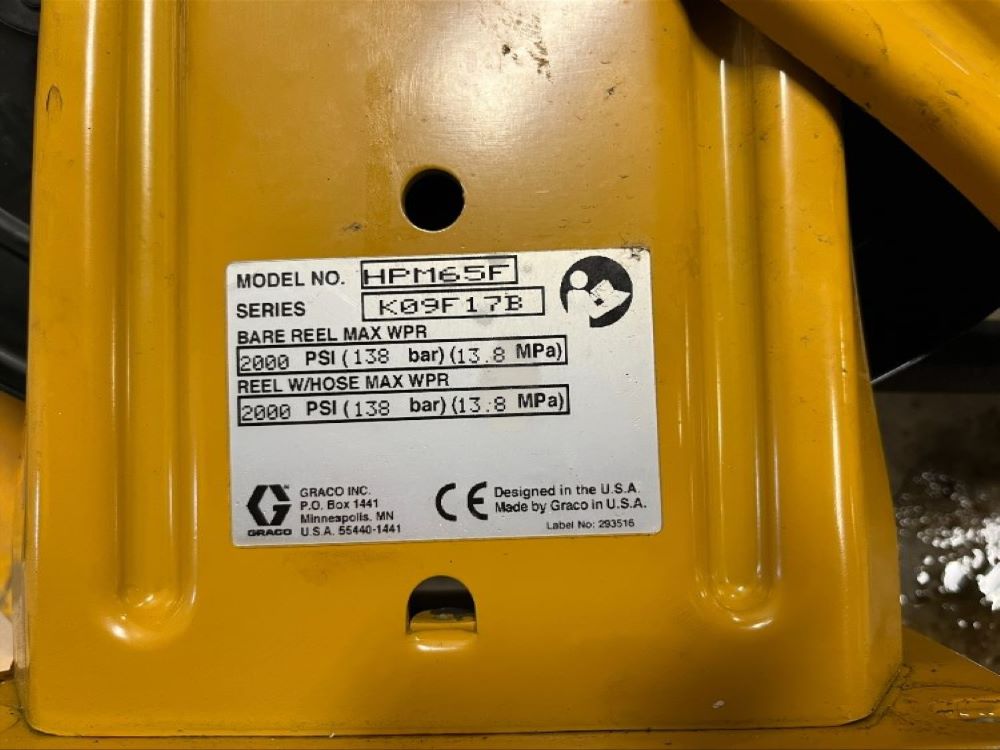 MODEL NO. HPM65F
SERIES K09F17B
BARE REEL MAX WPR
2000 PSI (138 bar) (13.8 MPa)
REEL W/HOSE MAX WPR
2000 PSI (138 bar) (13.8 MPa)
GRACO
GRACO INC.
P.O. Box 1441
Minneapolis, MN
U.S.A. 55440-1441
CE
Designed in the U.S.A.
Made by Graco in U.S.A.
Label No: 293516